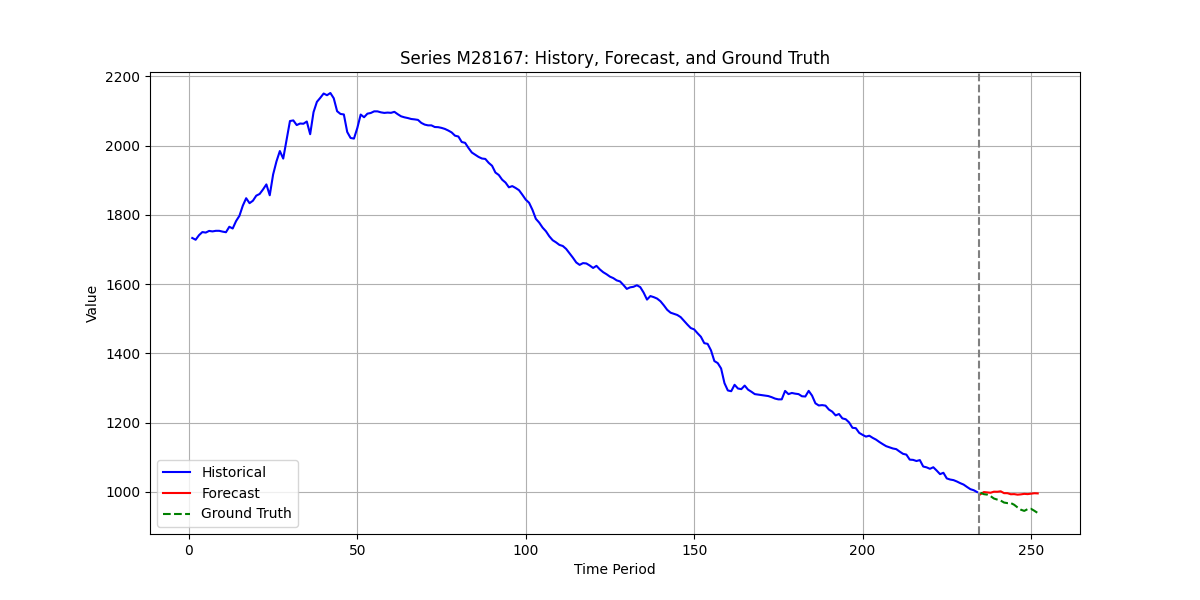 Series M28167: History, Forecast, and Ground Truth
2200
2000
1800
1600
1400
1200
1000
Value
Historical
Forecast
Ground Truth
0
50
100
150
200
250
Time Period